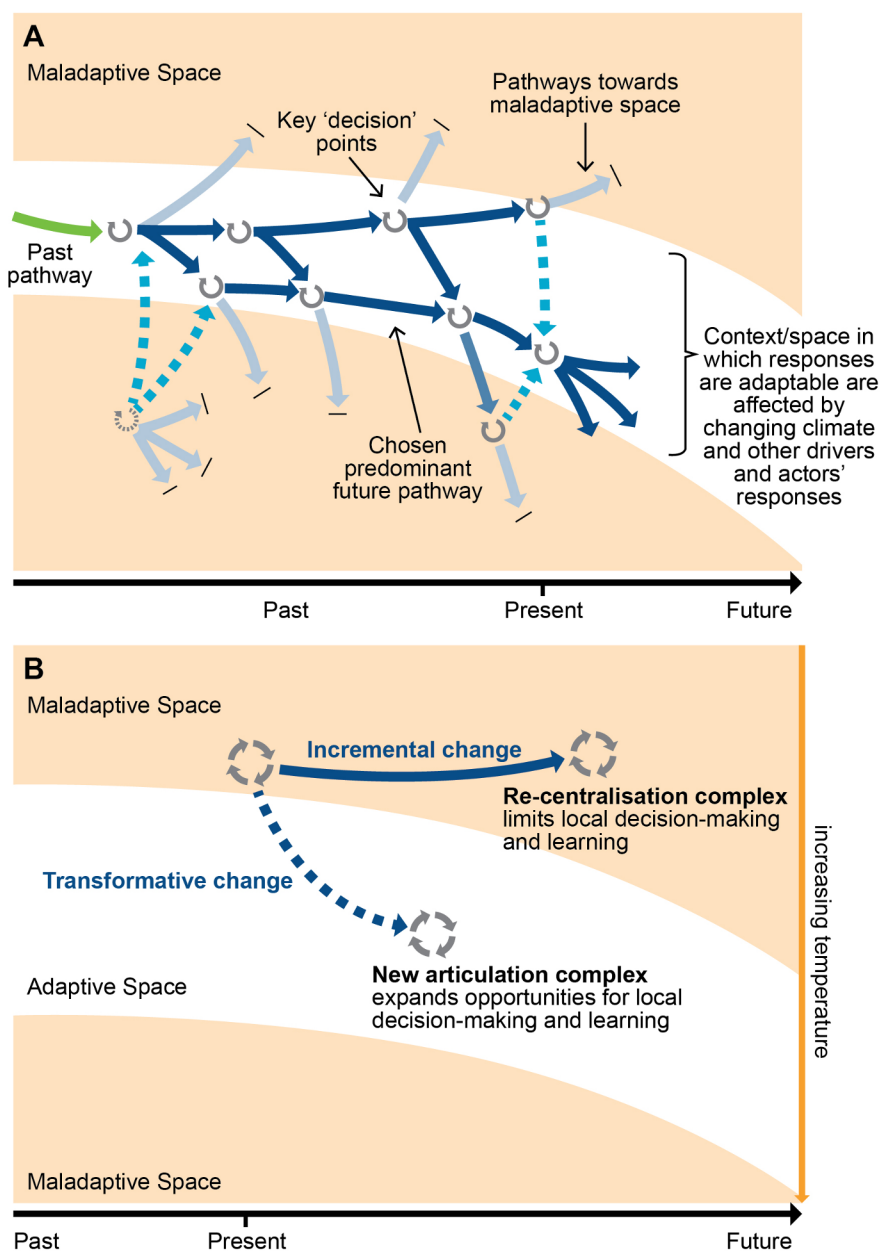 A
Maladaptive Space
Key ‘decision’
points
Pathways towards
maladaptive space
Past
pathway
Context/space in
which responses
are adaptable are
affected by
changing climate
and other drivers
and actors’
responses
Chosen
predominant
future pathway
Past
Present
Future
B
Maladaptive Space
Incremental change
Re-centralisation complex
limits local decision-making
and learning
Transformative change
New articulation complex
expands opportunities for local
decision-making and learning
Adaptive Space
increasing temperature
Maladaptive Space
Past
Present
Future